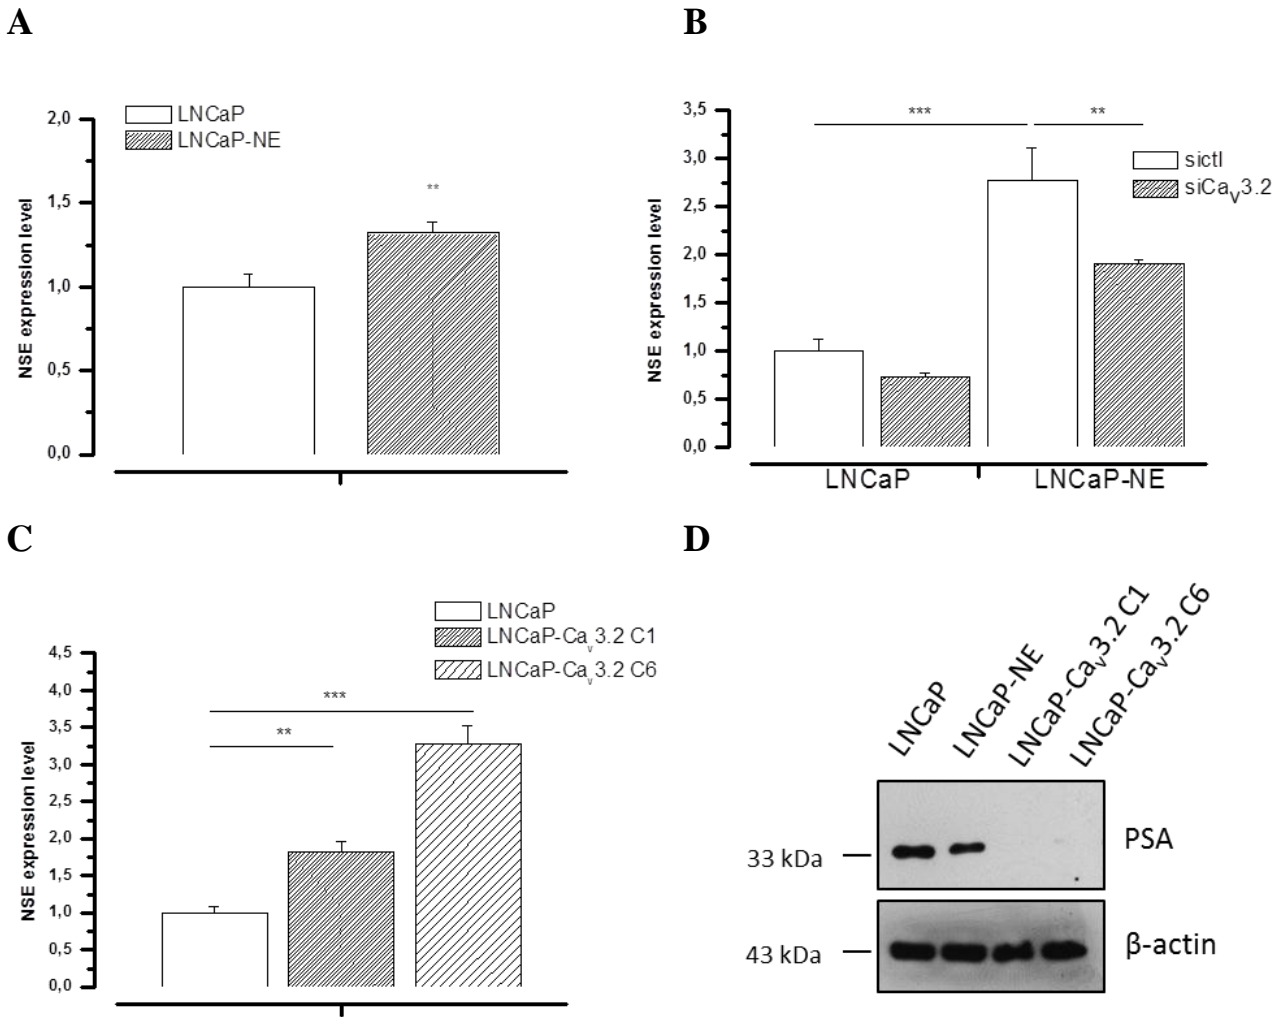 A
B
2,0
1,5
1,0
0,5
0,0
NSE expression level
LNCaP
LNCaP-NE
**
3,5
3,0
2,5
2,0
1,5
1,0
0,5
0,0
NSE expression level
***
**
sictl
siCaV3.2
LNCaP
LNCaP-NE
C
D
4,5
4,0
3,5
3,0
2,5
2,0
1,5
1,0
0,5
0,0
NSE expression level
LNCaP
LNCaP-Cav3.2 C1
LNCaP-Cav3.2 C6
***
**
LNCaP
LNCaP-NE
LNCaP-Cav3.2 C1
LNCaP-Cav3.2 C6
33 kDa
PSA
43 kDa
β-actin